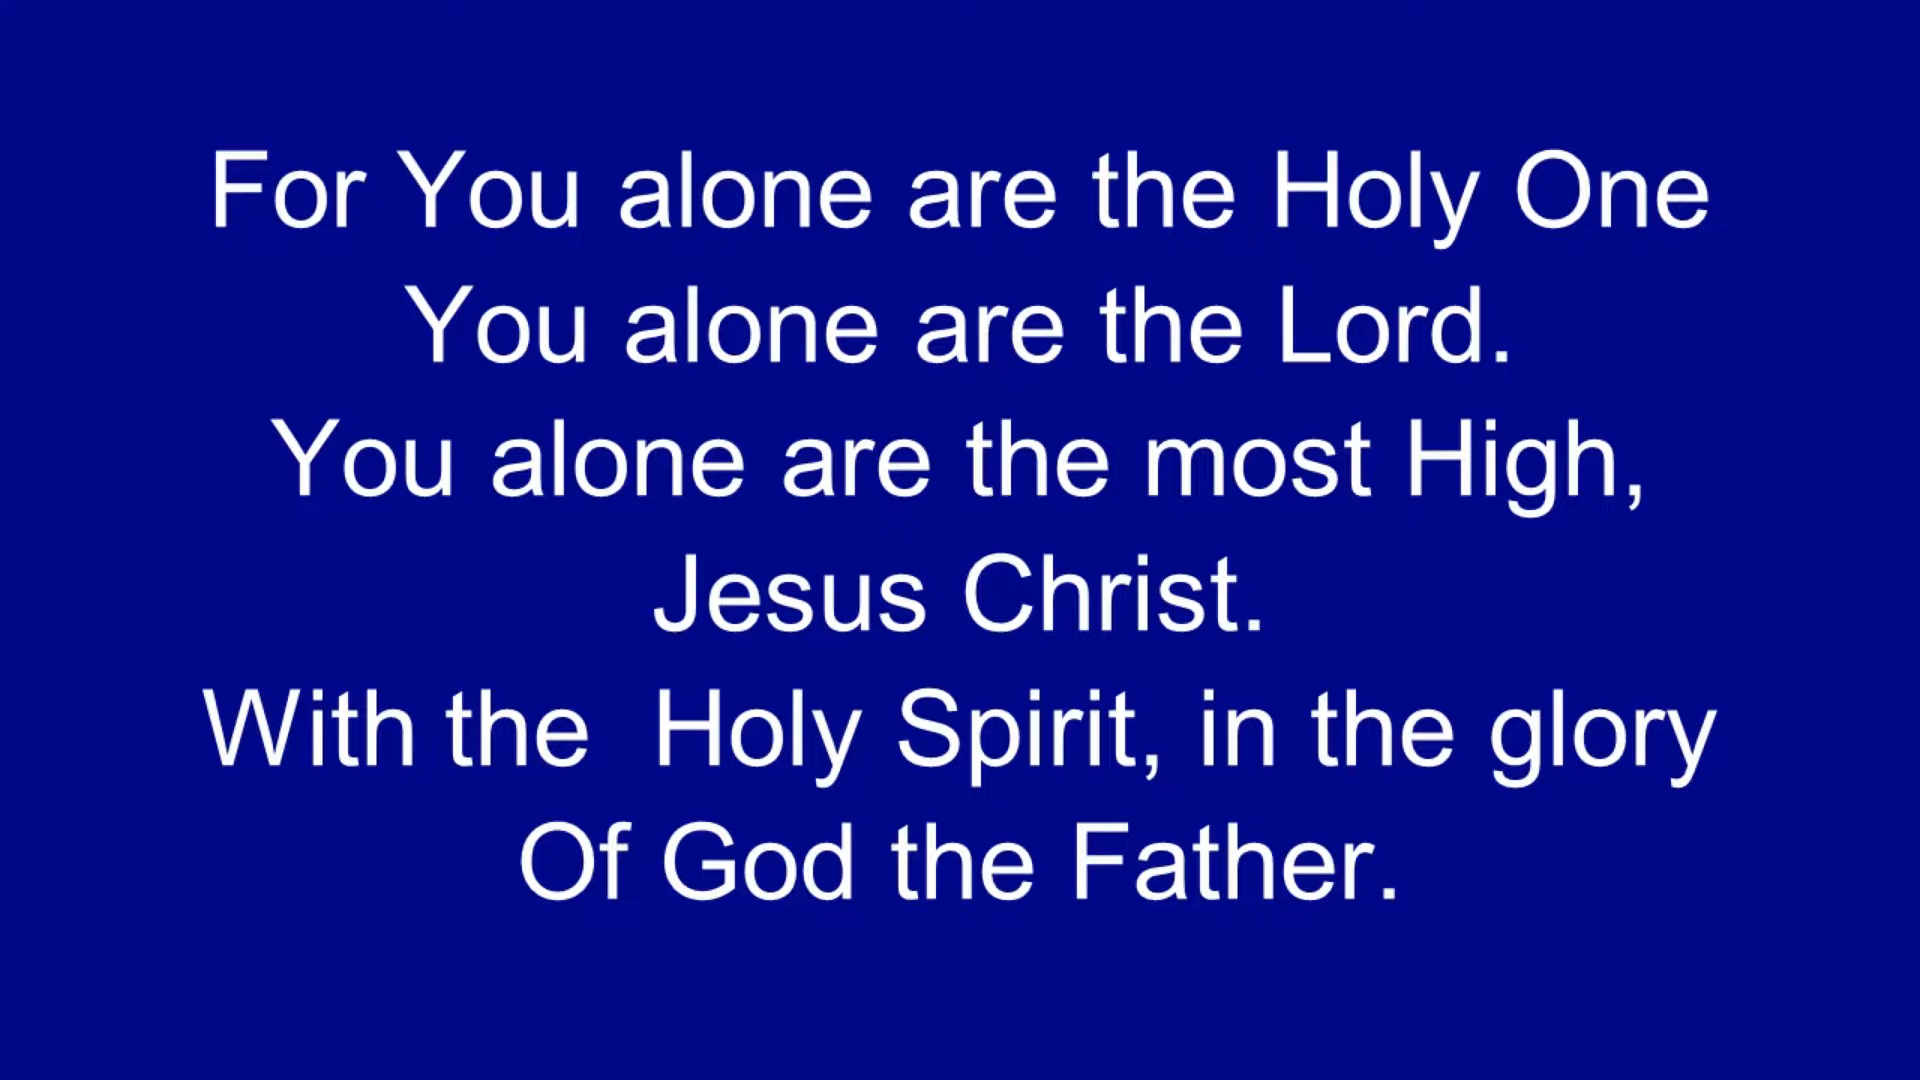 For You alone are the Holy One
You alone are the Lord.
You alone are the most High,
Jesus Christ.
With the  Holy Spirit, in the glory
Of God the Father.